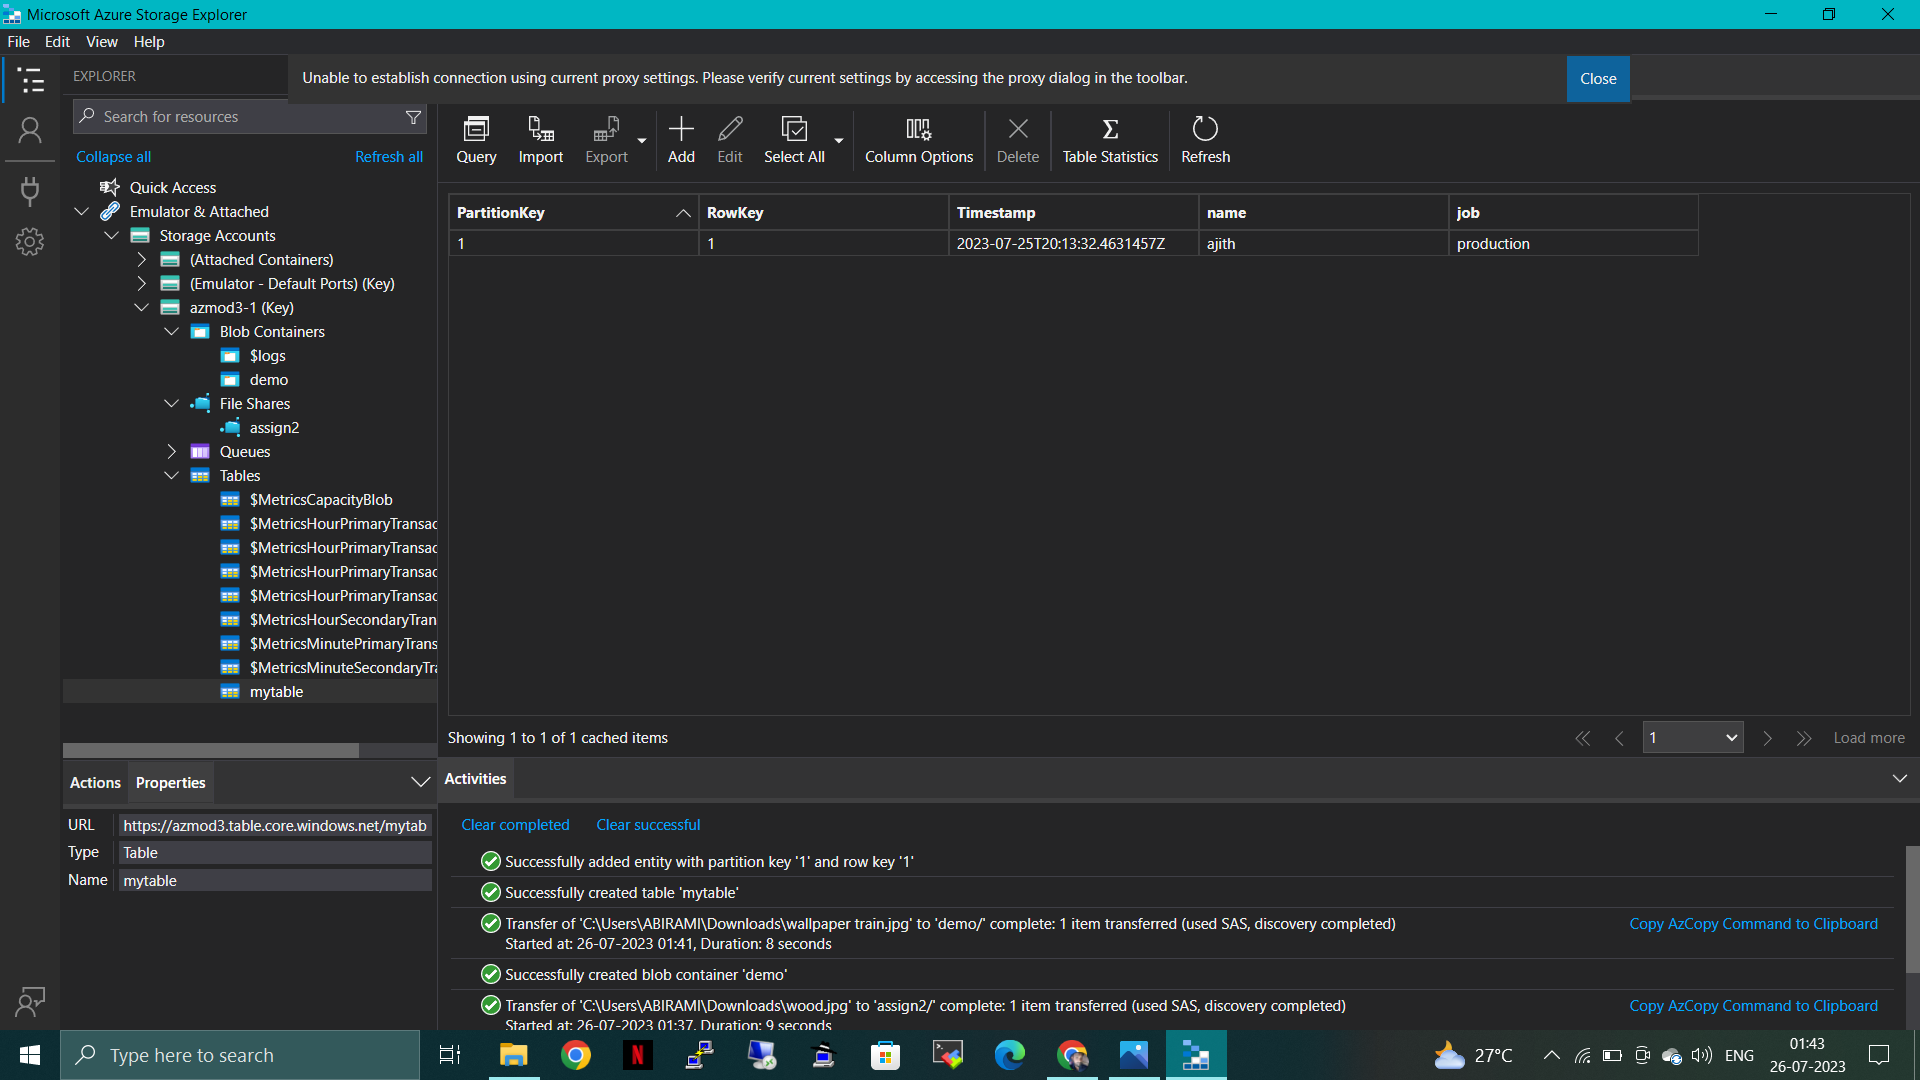 Microsoft Azure Storage Explorer
File Edit View Help
EXPLORER
Unable to establish connection using current proxy settings. Please verify current settings by accessing the proxy dialog in the toolbar.
Close
Search for resources
Collapse all
Refresh all
Quick Access
Emulator & Attached
Storage Accounts
(Attached Containers)
(Emulator - Default Ports) (Key)
azmod3-1 (Key)
Blob Containers
$logs
demo
File Shares
assign2
Queues
Tables
$MetricsCapacityBlob
$MetricsHourPrimaryTransac
$MetricsHourPrimaryTransac
$MetricsHourPrimaryTransac
$MetricsHourPrimaryTransac
$MetricsHourSecondaryTran
$MetricsMinutePrimaryTrans
$MetricsMinuteSecondaryTra
mytable
Query Import Export Add Edit Select All Column Options Delete Table Statistics Refresh
PartitionKey RowKey Timestamp name job
1 1 2023-07-25T20:13:32.4631457Z ajith production
Showing 1 to 1 of 1 cached items
1
Load more
Actions Properties
URL https://azmod3.table.core.windows.net/mytab
Type Table
Name mytable
Activities
Clear completed Clear successful
Successfully added entity with partition key '1' and row key '1'
Successfully created table 'mytable'
Transfer of 'C:\Users\ABIRAMI\Downloads\wallpaper train.jpg' to 'demo/' complete: 1 item transferred (used SAS, discovery completed)
Copy AzCopy Command to Clipboard
Started at: 26-07-2023 01:41, Duration: 8 seconds
Successfully created blob container 'demo'
Transfer of 'C:\Users\ABIRAMI\Downloads\wood.jpg' to 'assign2/' complete: 1 item transferred (used SAS, discovery completed)
Copy AzCopy Command to Clipboard
Started at: 26-07-2023 01:37, Duration: 9 seconds
Type here to search
N
27°C
ENG
01:43
26-07-2023